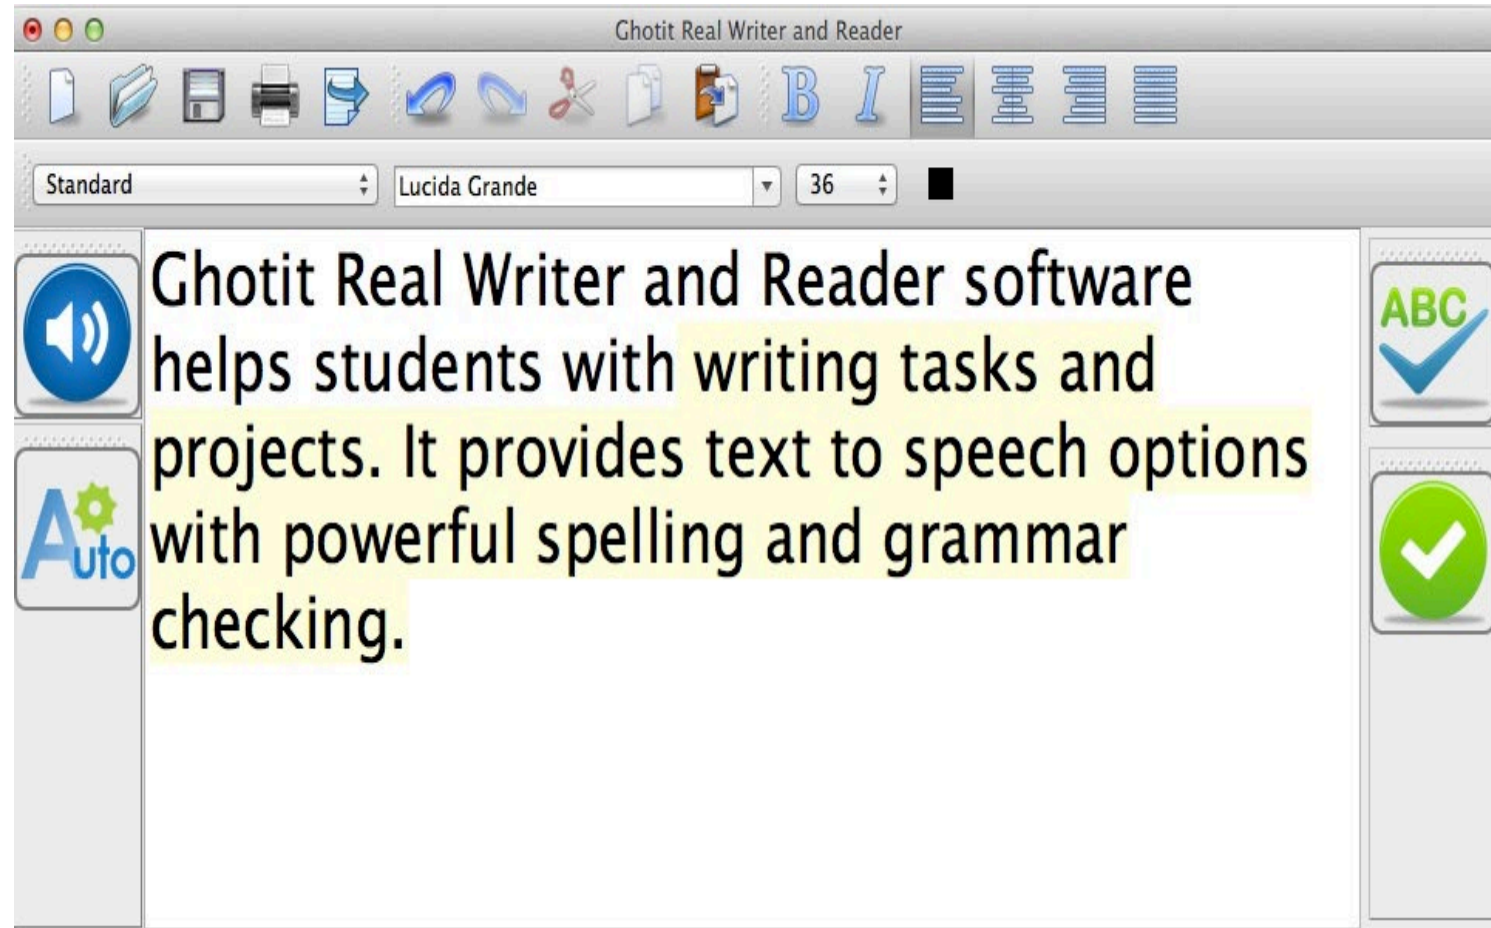 Ghotit Real Writer and Reader
B I
Standard Lucida Grande 36
Ghotit Real Writer and Reader software
helps students with writing tasks and
projects. It provides text to speech options
with powerful spelling and grammar
checking.
ABC
Auto